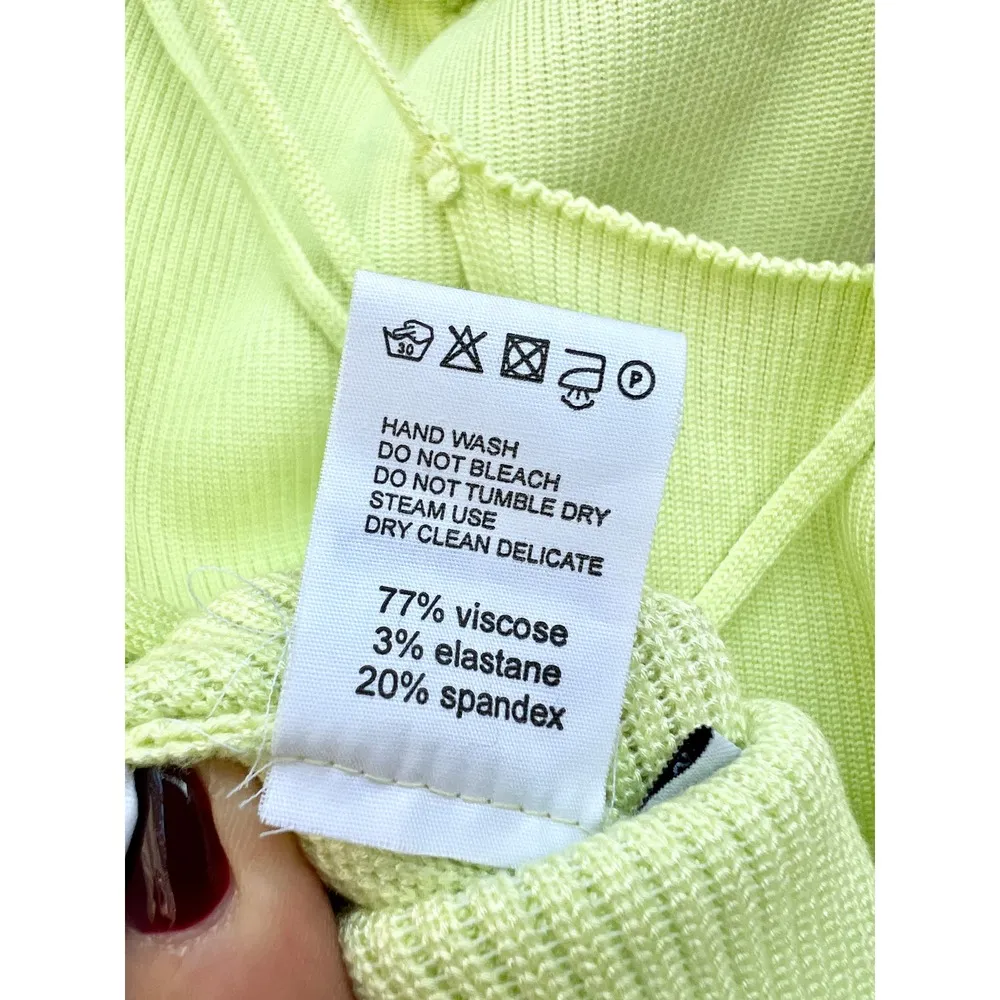 30 P
HAND WASH
DO NOT BLEACH
DO NOT TUMBLE DRY
STEAM USE
DRY CLEAN DELICATE
77% viscose
3% elastane
20% spandex